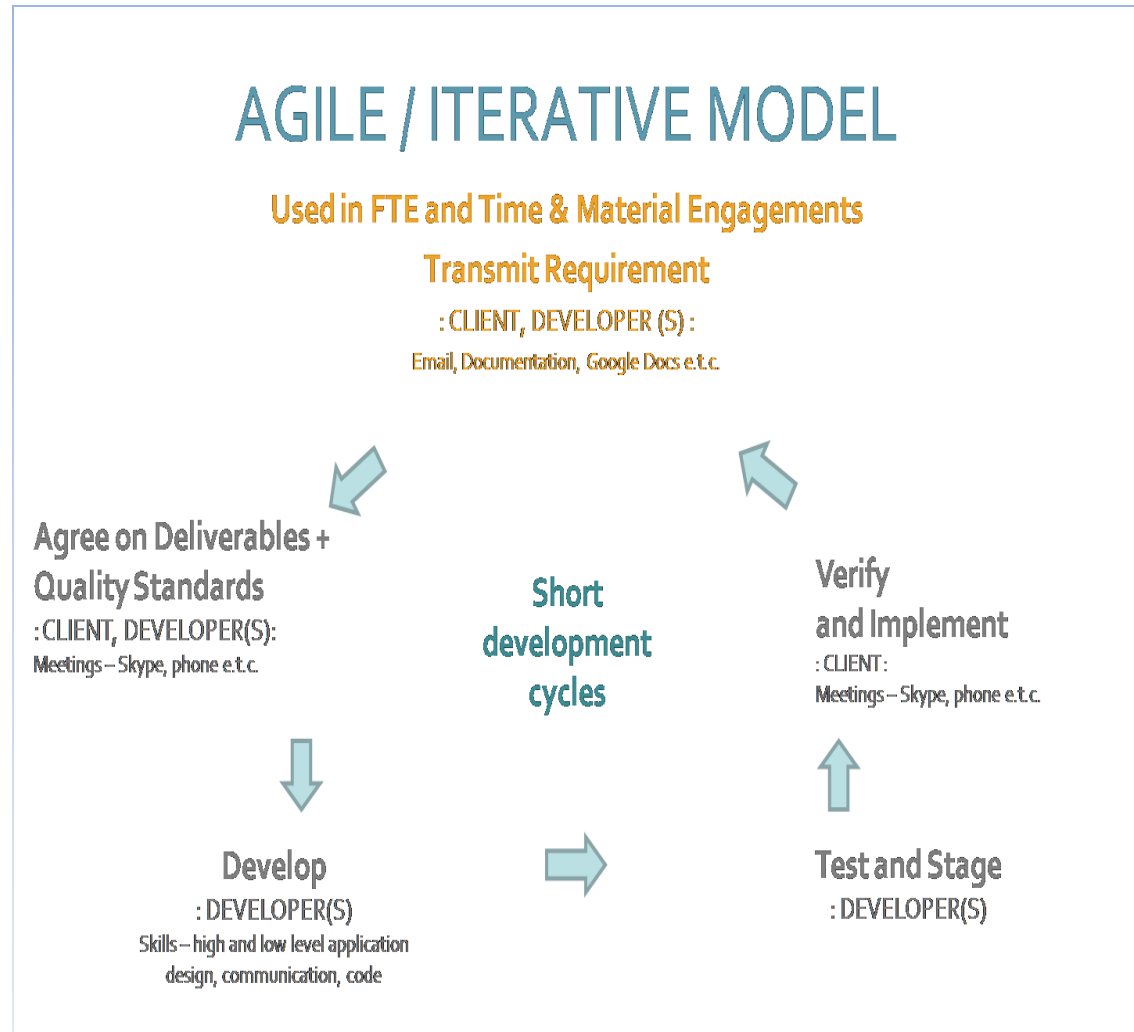 AGILE / ITERATIVE MODEL
Used in FTE and Time & Material Engagements
Transmit Requirement
: CLIENT, DEVELOPER (S) :
Email, Documentation, Google Docs e.t.c.
Agree on Deliverables +
Quality Standards
: CLIENT, DEVELOPER(S):
Meetings – Skype, phone e.t.c.
Short
development
cycles
Verify
and Implement
: CLIENT :
Meetings – Skype, phone e.t.c.
Develop
: DEVELOPER(S)
Skills – high and low level application
design, communication, code
Test and Stage
: DEVELOPER(S)